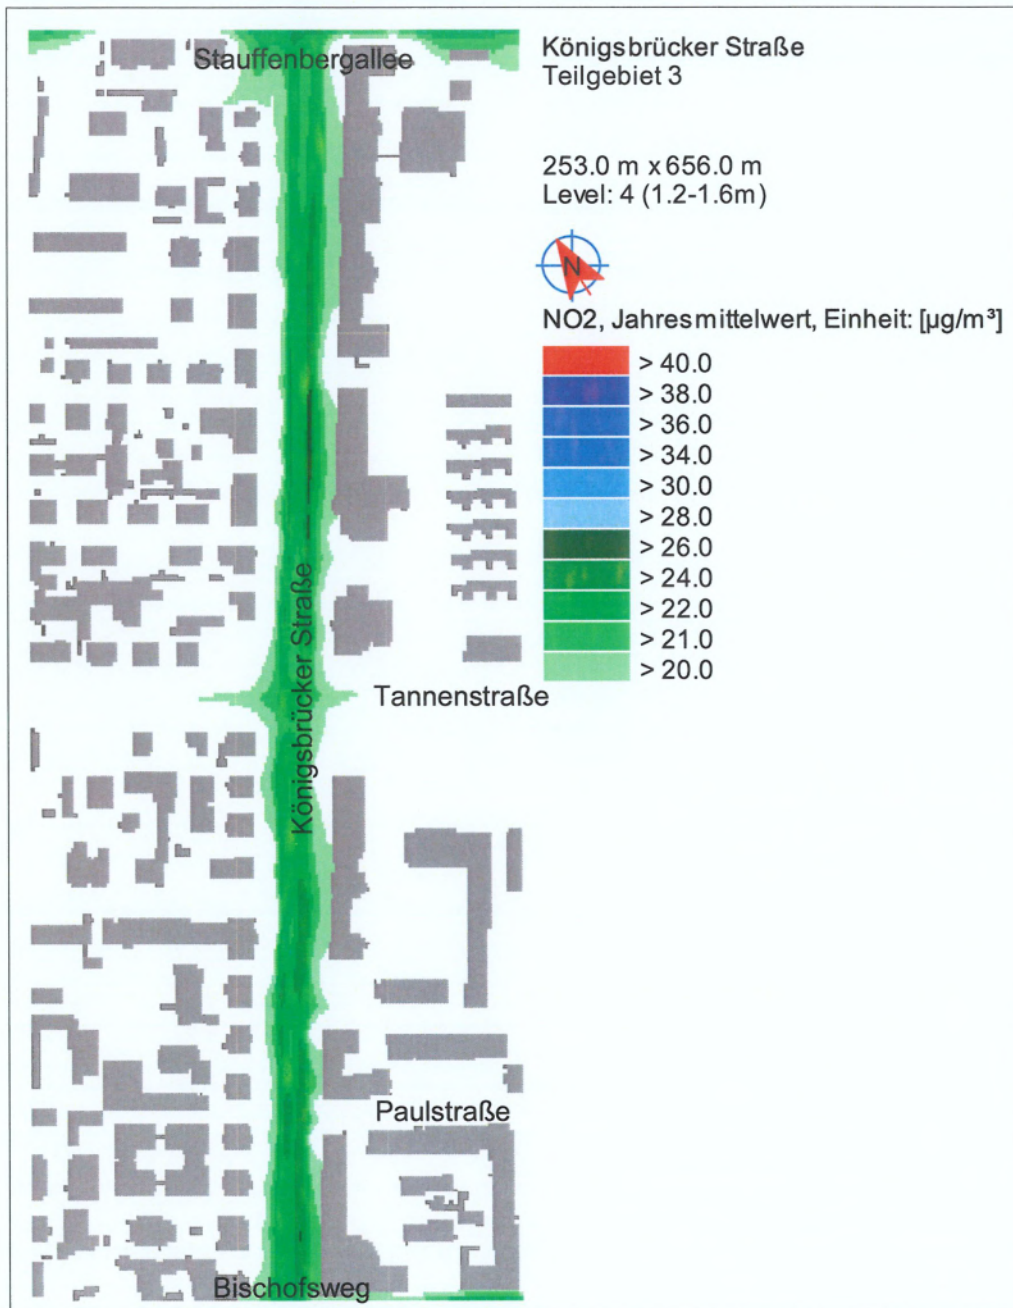 Stauffenbergallee
Königsbrücker Straße
Teilgebiet 3
253.0 m x 656.0 m
Level: 4 (1.2-1.6m)
N
NO2, Jahresmittelwert, Einheit: [µg/m³]
> 40.0
> 38.0
> 36.0
> 34.0
> 30.0
> 28.0
> 26.0
> 24.0
> 22.0
> 21.0
> 20.0
Königsbrücker Straße
Tannenstraße
Paulstraße
Bischofsweg